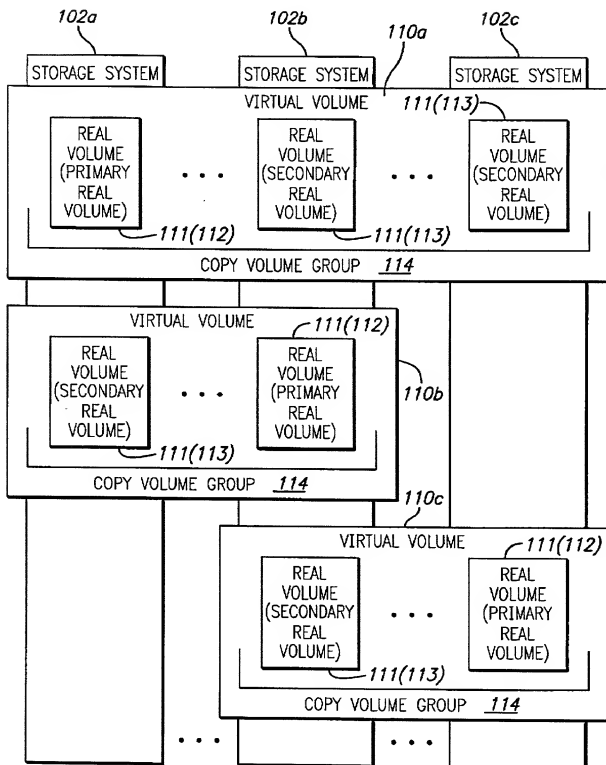 102a 102b 110a 102c
STORAGE SYSTEM STORAGE SYSTEM STORAGE SYSTEM
VIRTUAL VOLUME 111(113)
REAL REAL REAL
VOLUME VOLUME VOLUME
(PRIMARY (SECONDARY (SECONDARY
REAL ... REAL ... REAL
VOLUME) VOLUME) VOLUME)
111(112) 111(113)
COPY VOLUME GROUP 114
VIRTUAL VOLUME 111(112)
REAL REAL
VOLUME VOLUME
(SECONDARY (PRIMARY
REAL ... REAL
VOLUME) VOLUME)
110b
111(113)
COPY VOLUME GROUP 114
110c
VIRTUAL VOLUME 111(112)
REAL REAL
VOLUME VOLUME
(SECONDARY (PRIMARY
REAL ... REAL
VOLUME) VOLUME)
111(113)
COPY VOLUME GROUP 114
... ...